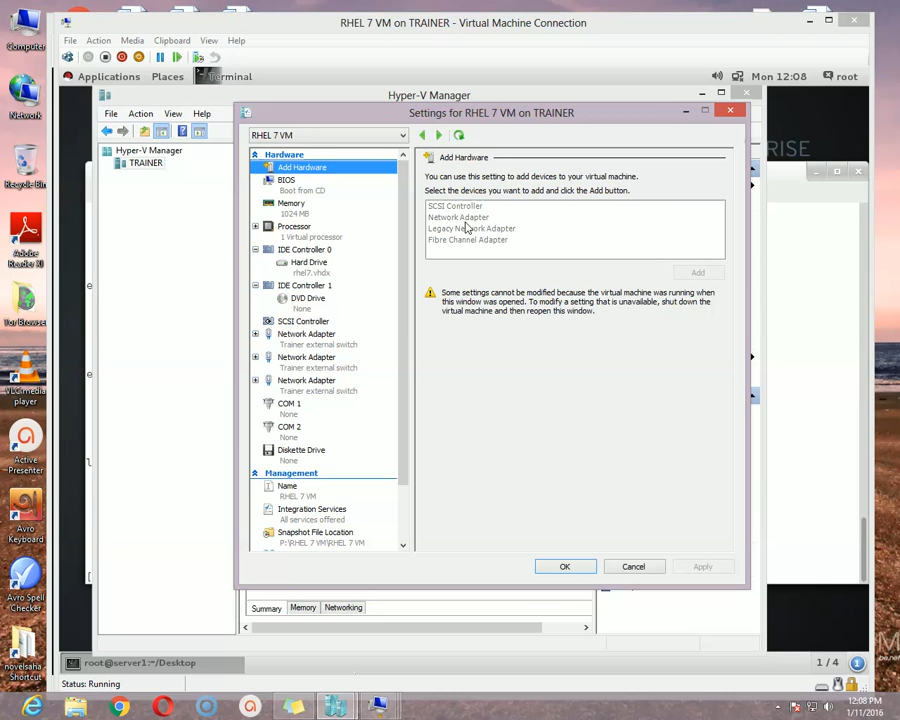 RHEL 7 VM on TRAINER - Virtual Machine Connection
File Action Media Clipboard View Help
Applications Places Terminal Mon 12:08 root
Hyper-V Manager
File Action View Help
Hyper-V Manager
TRAINER
Settings for RHEL 7 VM on TRAINER
RHEL 7 VM
Hardware
Add Hardware
BIOS
Boot from CD
Memory
1024 MB
Processor
1 Virtual processor
IDE Controller 0
Hard Drive
rhel7.vhdx
IDE Controller 1
DVD Drive
None
SCSI Controller
Network Adapter
Trainer external switch
Network Adapter
Trainer external switch
Network Adapter
Trainer external switch
COM 1
None
COM 2
None
Diskette Drive
None
Management
Name
RHEL 7 VM
Integration Services
All services offered
Snapshot File Location
P:\RHEL 7 VM\RHEL 7 VM
Add Hardware
You can use this setting to add devices to your virtual machine.
Select the devices you want to add and click the Add button.
SCSI Controller
Network Adapter
Legacy Network Adapter
Fibre Channel Adapter
Add
Some settings cannot be modified because the virtual machine was running when
this window was opened. To modify a setting that is unavailable, shut down the
virtual machine and then reopen this window.
OK Cancel Apply
Summary Memory Networking
root@server1:~/Desktop
1 / 4
Status: Running
Computer
Network
Recycle Bin
Adobe
Reader XI
Tor Browser
VLC media
player
Active
Presenter
Avro
Keyboard
Avro Spell
Checker
novelsaha
Shortcut
12:08 PM
1/11/2016